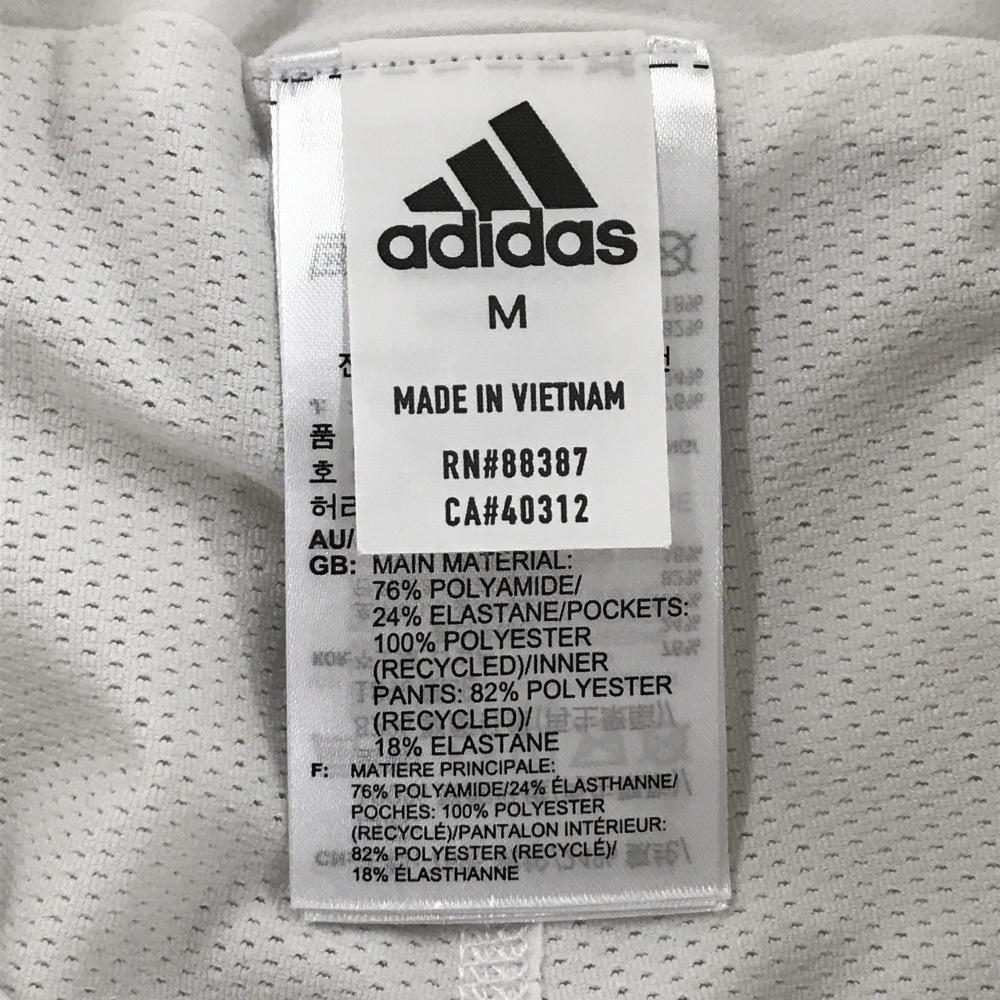 adidas
M
MADE IN VIETNAM
RN#88387
CA#40312
품
호
허리
AU/
GB: MAIN MATERIAL:
76% POLYAMIDE/
24% ELASTANE/POCKETS:
100% POLYESTER
(RECYCLED)/INNER
PANTS: 82% POLYESTER
(RECYCLED)/
18% ELASTANE
F: MATIERE PRINCIPALE:
76% POLYAMIDE/24% ÉLASTHANNE/
POCHES: 100% POLYESTER
(RECYCLÉ)/PANTALON INTÉRIEUR:
82% POLYESTER (RECYCLÉ)/
18% ÉLASTHANNE